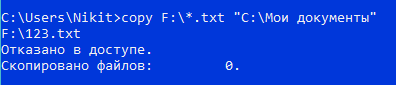 C:\Users\Nikit>copy F:\*.txt "C:\Мои документы"
F:\123.txt
Отказано в доступе.
Скопировано файлов:         0.